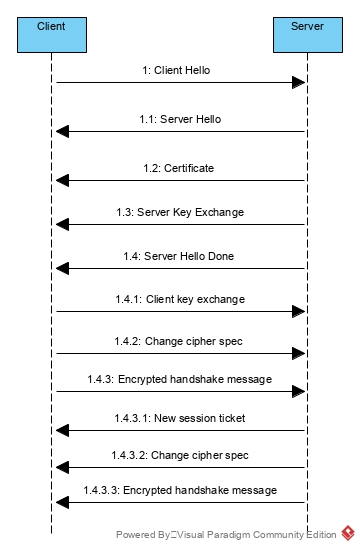 Client
Server
1: Client Hello
1.1: Server Hello
1.2: Certificate
1.3: Server Key Exchange
1.4: Server Hello Done
1.4.1: Client key exchange
1.4.2: Change cipher spec
1.4.3: Encrypted handshake message
1.4.3.1: New session ticket
1.4.3.2: Change cipher spec
1.4.3.3: Encrypted handshake message
Powered By Visual Paradigm Community Edition